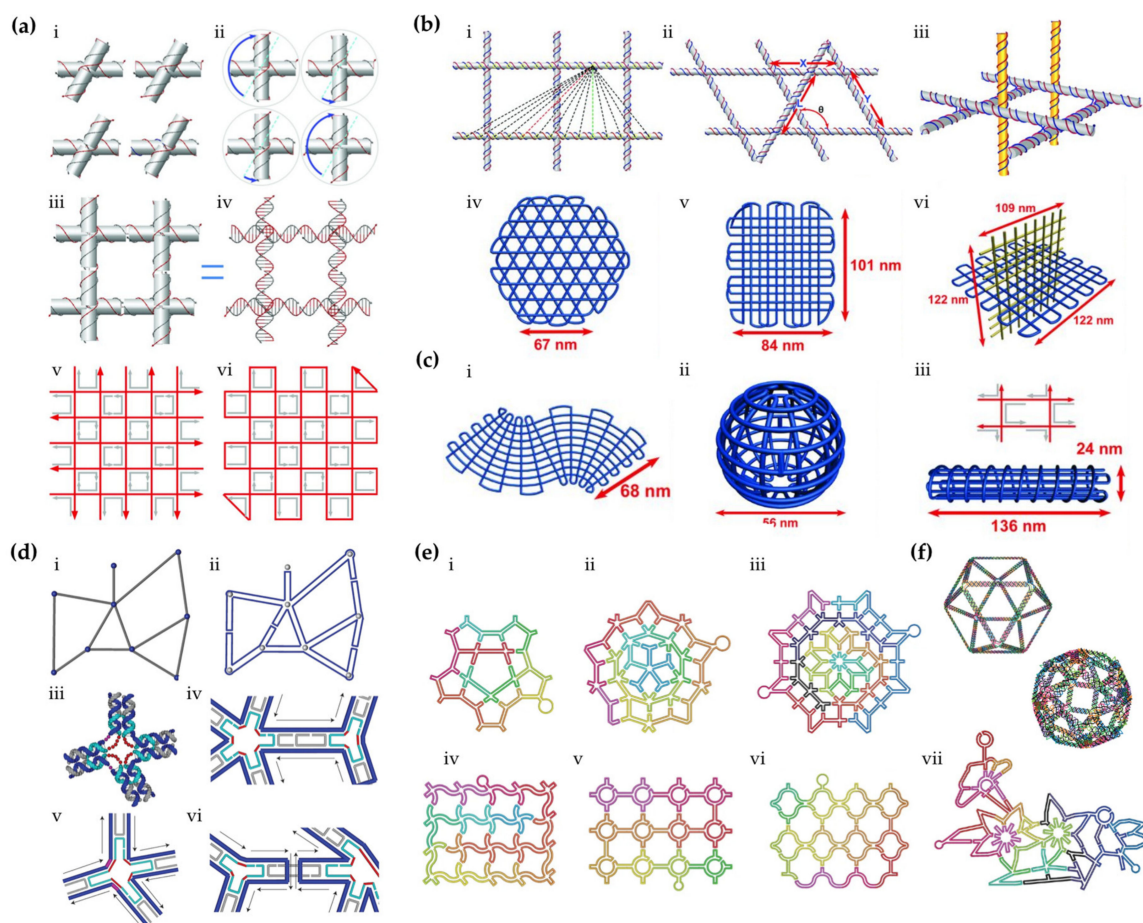 (a)
i
ii
iii
iv
v
vi
(b)
i
ii
X
L
θ
Y
iii
iv
67 nm
v
101 nm
84 nm
vi
109 nm
122 nm
122 nm
(c)
i
68 nm
ii
56 nm
iii
24 nm
136 nm
(d)
i
ii
iii
iv
v
vi
(e)
i
ii
iii
iv
v
vi
vii
(f)